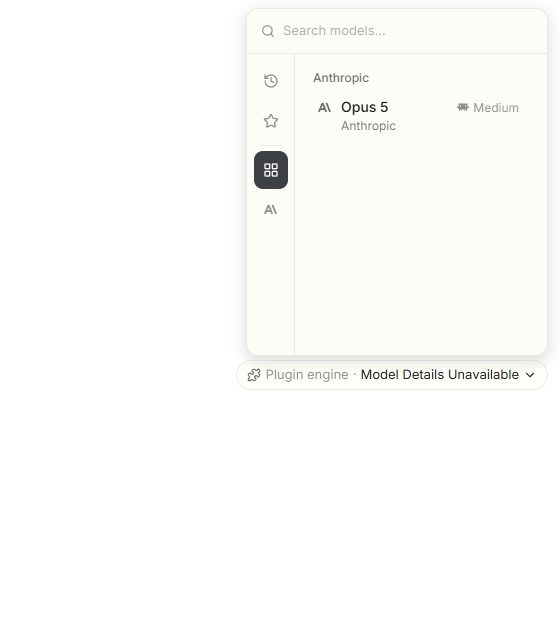 Search models...
Anthropic
Opus 5
Medium
Anthropic
Plugin engine · Model Details Unavailable